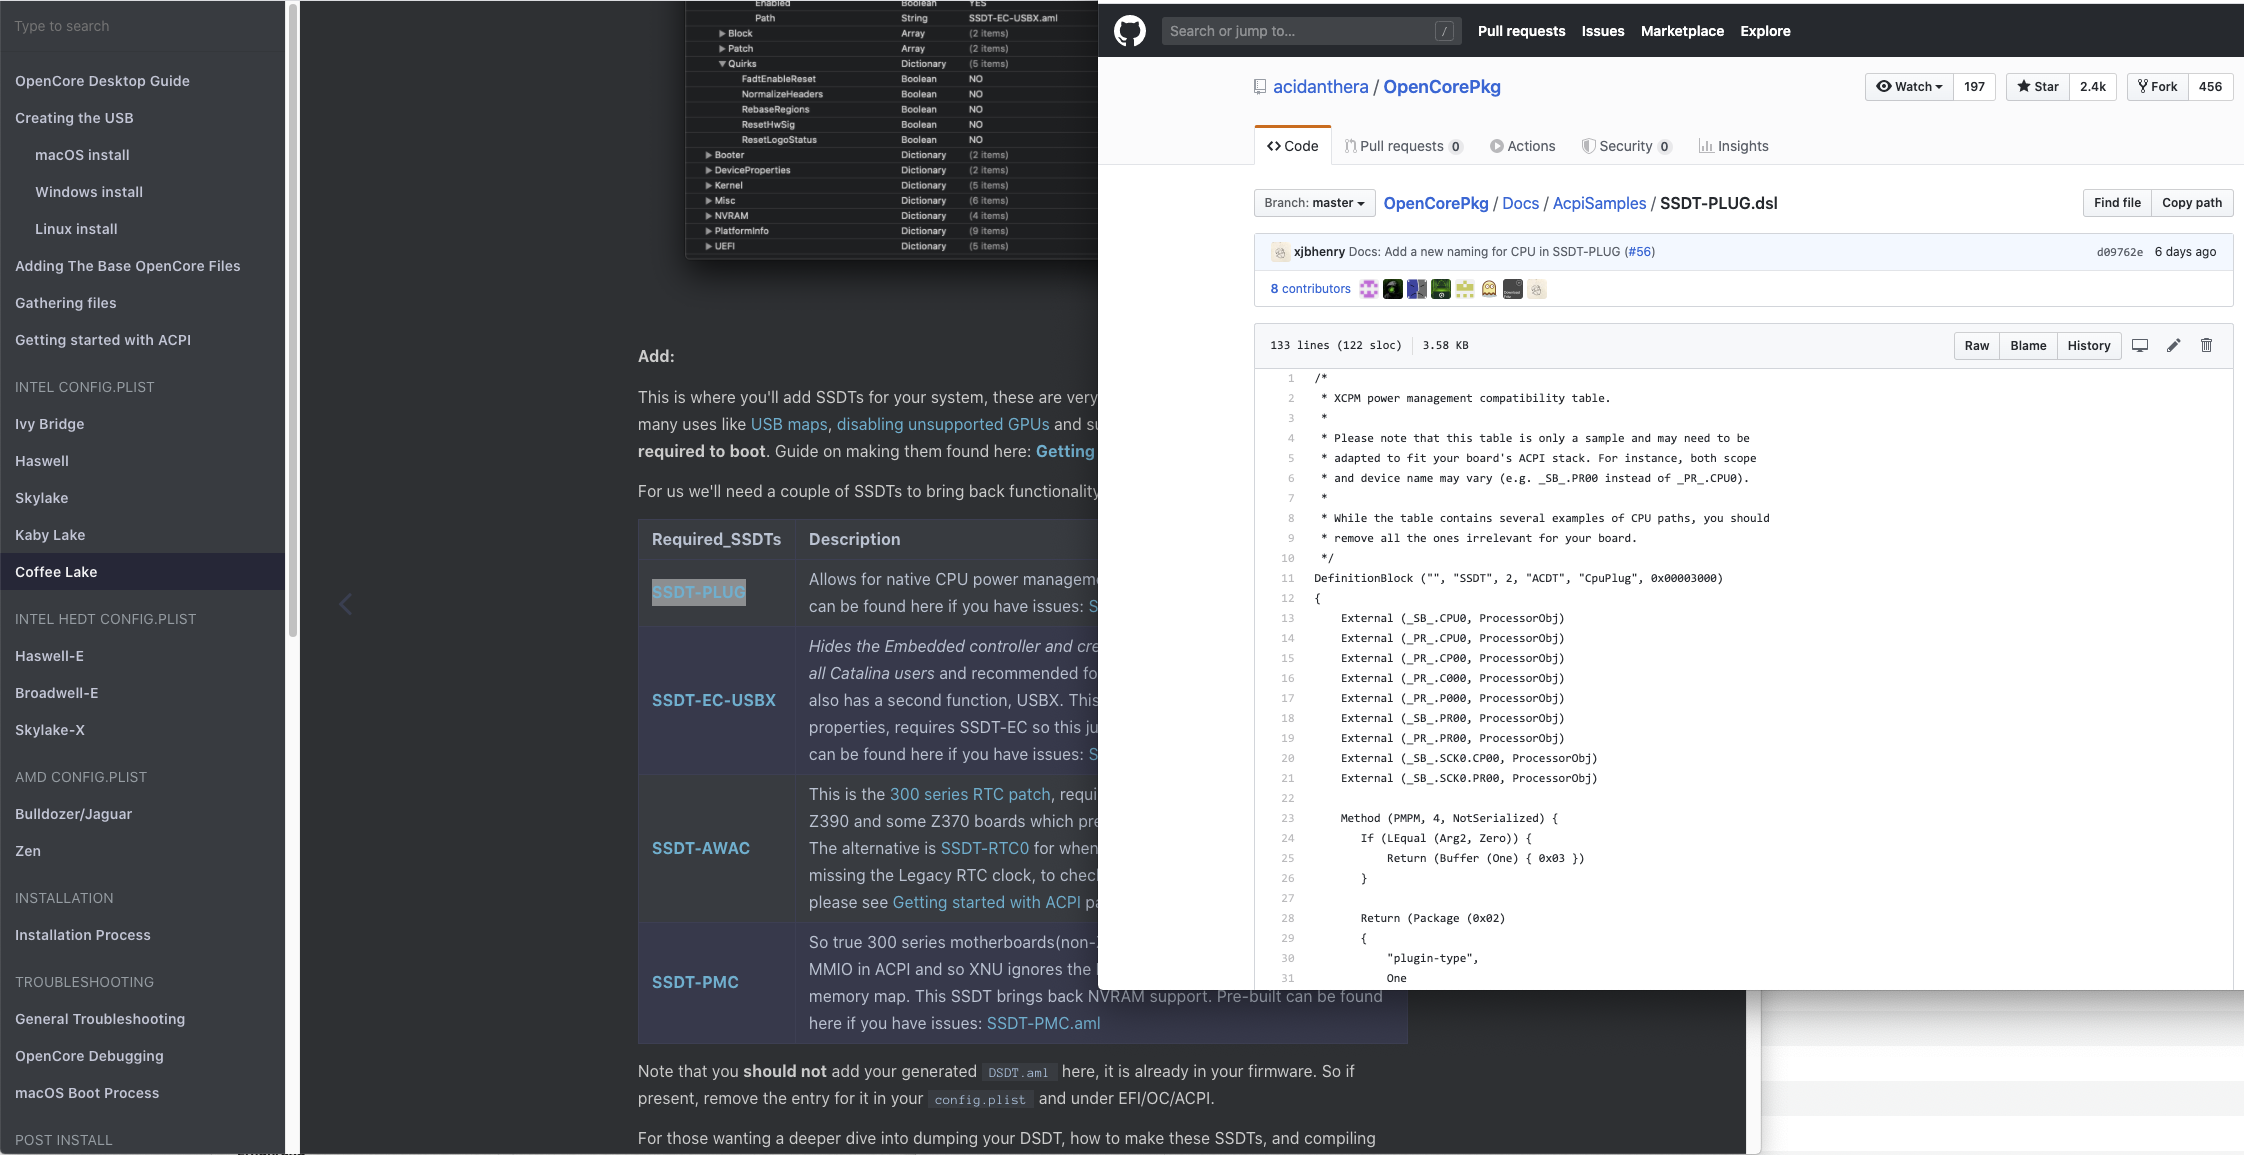 Type to search
OpenCore Desktop Guide
Creating the USB
macOS install
Windows install
Linux install
Adding The Base OpenCore Files
Gathering files
Getting started with ACPI
INTEL CONFIG.PLIST
Ivy Bridge
Haswell
Skylake
Kaby Lake
Coffee Lake
INTEL HEDT CONFIG.PLIST
Haswell-E
Broadwell-E
Skylake-X
AMD CONFIG.PLIST
Bulldozer/Jaguar
Zen
INSTALLATION
Installation Process
TROUBLESHOOTING
General Troubleshooting
OpenCore Debugging
macOS Boot Process
POST INSTALL
Enabled Boolean YES
Path String SSDT-EC-USBX.aml
Block Array (2 items)
Patch Array (2 items)
Quirks Dictionary (5 items)
FadtEnableReset Boolean NO
NormalizeHeaders Boolean NO
RebaseRegions Boolean NO
ResetHwSig Boolean NO
ResetLogoStatus Boolean NO
Booter Dictionary (2 items)
DeviceProperties Dictionary (2 items)
Kernel Dictionary (5 items)
Misc Dictionary (6 items)
NVRAM Dictionary (4 items)
PlatformInfo Dictionary (9 items)
UEFI Dictionary (5 items)
Add:
This is where you'll add SSDTs for your system, these are very
many uses like USB maps, disabling unsupported GPUs and su
required to boot. Guide on making them found here: Getting
For us we'll need a couple of SSDTs to bring back functionality
Required_SSDTs Description
SSDT-PLUG
Allows for native CPU power manageme
can be found here if you have issues: S
SSDT-EC-USBX
Hides the Embedded controller and cre
all Catalina users and recommended fo
also has a second function, USBX. This
properties, requires SSDT-EC so this ju
can be found here if you have issues: S
SSDT-AWAC
This is the 300 series RTC patch, requi
Z390 and some Z370 boards which pre
The alternative is SSDT-RTC0 for when
missing the Legacy RTC clock, to chec
please see Getting started with ACPI pa
SSDT-PMC
So true 300 series motherboards(non-
MMIO in ACPI and so XNU ignores the
memory map. This SSDT brings back NVRAM support. Pre-built can be found
here if you have issues: SSDT-PMC.aml
Note that you should not add your generated DSDT.aml here, it is already in your firmware. So if
present, remove the entry for it in your config.plist and under EFI/OC/ACPI.
For those wanting a deeper dive into dumping your DSDT, how to make these SSDTs, and compiling
Search or jump to... / Pull requests Issues Marketplace Explore
acidanthera / OpenCorePkg
Watch 197 Star 2.4k Fork 456
Code Pull requests 0 Actions Security 0 Insights
Branch: master OpenCorePkg / Docs / AcpiSamples / SSDT-PLUG.dsl Find file Copy path
xjbhenry Docs: Add a new naming for CPU in SSDT-PLUG (#56) d09762e 6 days ago
8 contributors
133 lines (122 sloc) 3.58 KB Raw Blame History
1 /*
2 * XCPM power management compatibility table.
3 *
4 * Please note that this table is only a sample and may need to be
5 * adapted to fit your board's ACPI stack. For instance, both scope
6 * and device name may vary (e.g. _SB_.PR00 instead of _PR_.CPU0).
7 *
8 * While the table contains several examples of CPU paths, you should
9 * remove all the ones irrelevant for your board.
10 */
11 DefinitionBlock ("", "SSDT", 2, "ACDT", "CpuPlug", 0x00003000)
12 {
13 External (_SB_.CPU0, ProcessorObj)
14 External (_PR_.CPU0, ProcessorObj)
15 External (_PR_.CP00, ProcessorObj)
16 External (_PR_.C000, ProcessorObj)
17 External (_PR_.P000, ProcessorObj)
18 External (_SB_.PR00, ProcessorObj)
19 External (_PR_.PR00, ProcessorObj)
20 External (_SB_.SCK0.CP00, ProcessorObj)
21 External (_SB_.SCK0.PR00, ProcessorObj)
22
23 Method (PMPM, 4, NotSerialized) {
24 If (LEqual (Arg2, Zero)) {
25 Return (Buffer (One) { 0x03 })
26 }
27
28 Return (Package (0x02)
29 {
30 "plugin-type",
31 One